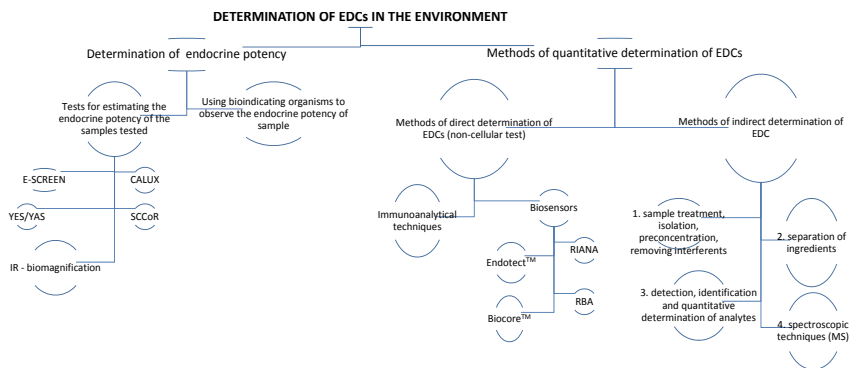 DETERMINATION OF EDCs IN THE ENVIRONMENT
Determination of endocrine potency
Methods of quantitative determination of EDCs
Tests for estimating the
endocrine potency of the
samples tested
Using bioindicating organisms to
observe the endocrine potency of
sample
Methods of direct determination of
EDCs (non-cellular test)
Methods of indirect determination of
EDC
E-SCREEN
CALUX
YES/YAS
SCCoR
IR - biomagnification
Immunoanalytical
techniques
Biosensors
RIANA
Endotect™
RBA
Biocore™
1. sample treatment,
isolation,
preconcentration,
removing interferents
2. separation of
ingredients
3. detection, identification
and quantitative
determination of analytes
4. spectroscopic
techniques (MS)